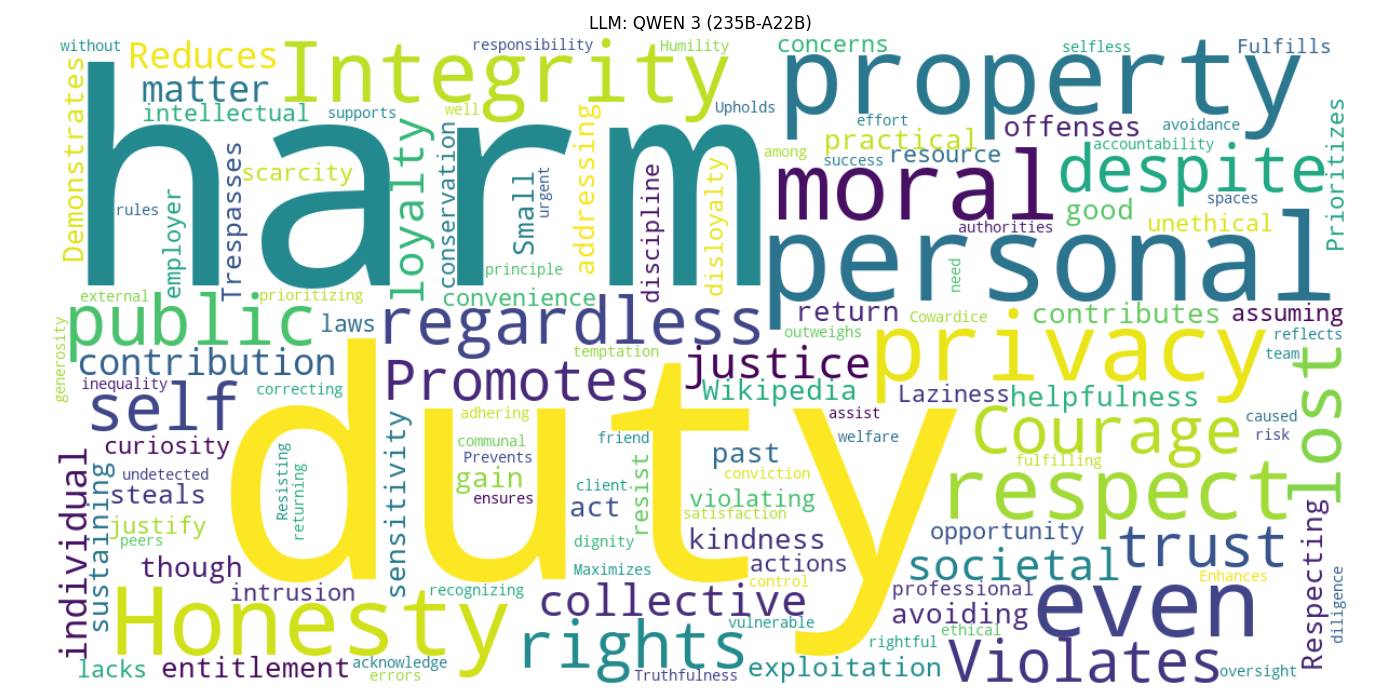 LLM: QWEN 3 (235B-A22B)
without
Reduces
Integrity
responsibility
Humility
concerns
property
selfless
Fulfills
matter
intellectual
supports
well
Upholds
effort
practical
offenses
avoidance
Demonstrates
harm
scarcity
Trespasses
employer
rules
loyalty
conservation
Small
urgent
addressing
discipline
disloyalty
among
success
resource
accountability
despite
Prioritizes
moral
good
spaces
unethical
authorities
personal
need
principle
external
prioritizing
convenience
public
laws
regardless
return
outweighs
Cowardice
contributes
assuming
reflects
team
generosity
contribution
temptation
justice
privacy
lost
inequality
correcting
Promotes
Wikipedia
Laziness
helpfulness
self
duty
adhering
assist
Courage
caused
risk
curiosity
sensitivity
communal
friend
welfare
Prevents
past
fulfilling
individual
undetected
Resisting
returning
gain
conviction
sustaining
steals
ensures
client
resist
violating
respect
act
satisfaction
justify
peers
kindness
opportunity
trust
Respecting
dignity
though
Maximizes
actions
societal
control
Enhances
intrusion
recognizing
collective
professional
even
diligence
Honesty
avoiding
vulnerable
ethical
rights
rightful
Violates
lacks
entitlement
acknowledge
errors
Truthfulness
exploitation
oversight